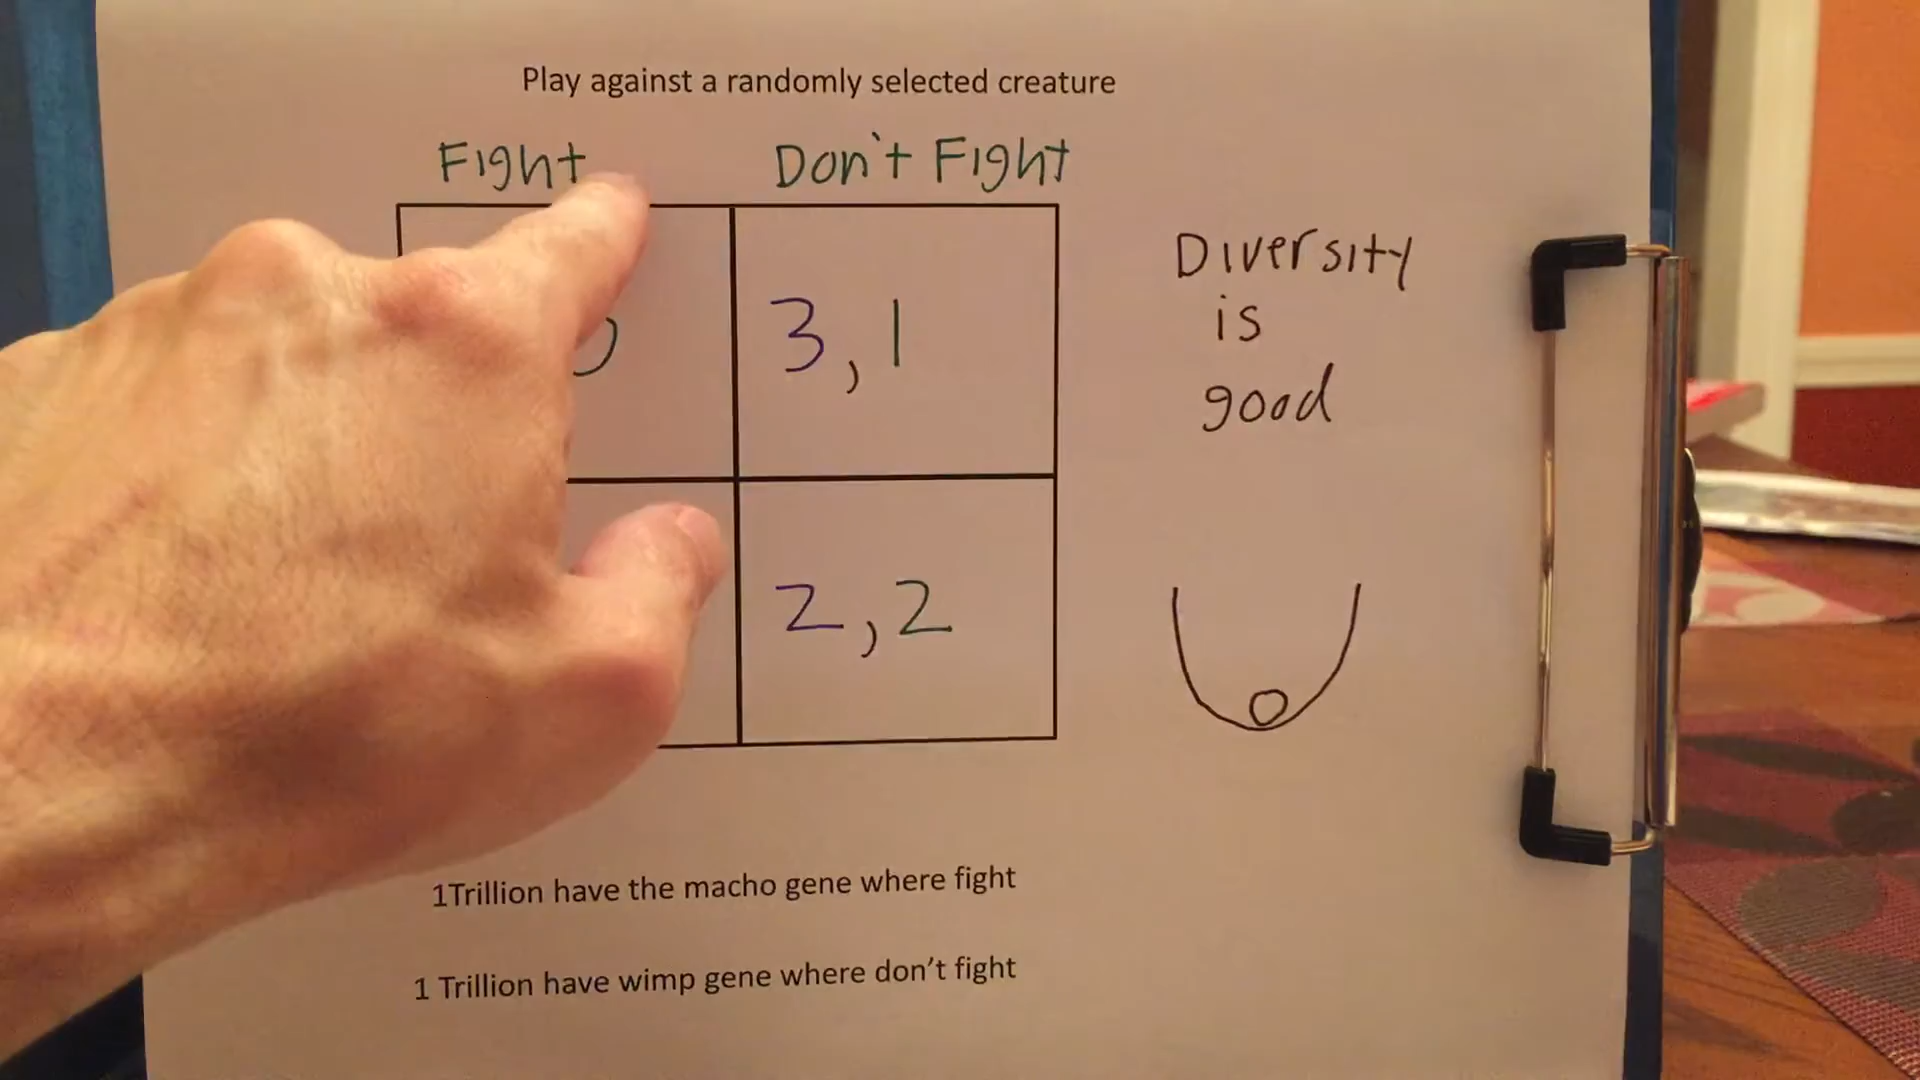 Play against a randomly selected creature
Fight Don't Fight
3,1
Diversity
is
good
2,2
1Trillion have the macho gene where fight
1 Trillion have wimp gene where don't fight